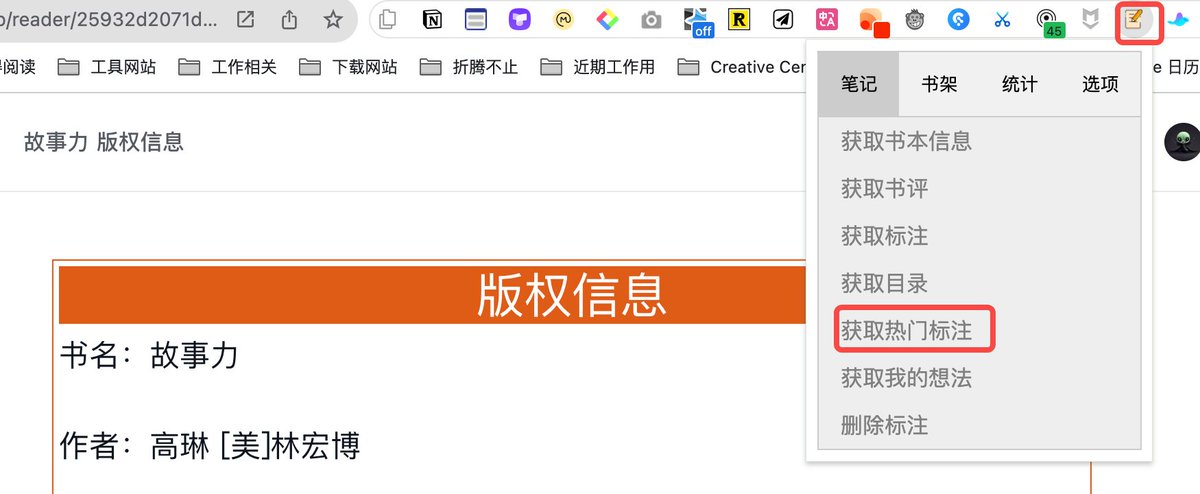 o/reader/25932d2071d...
off
R
45
得阅读
工具网站
工作相关
下载网站
折腾不止
近期工作用
Creative Cer
e 日历
故事力 版权信息
笔记
书架
统计
选项
获取书本信息
获取书评
获取标注
获取目录
获取热门标注
获取我的想法
删除标注
版权信息
书名：故事力
作者：高琳 [美]林宏博